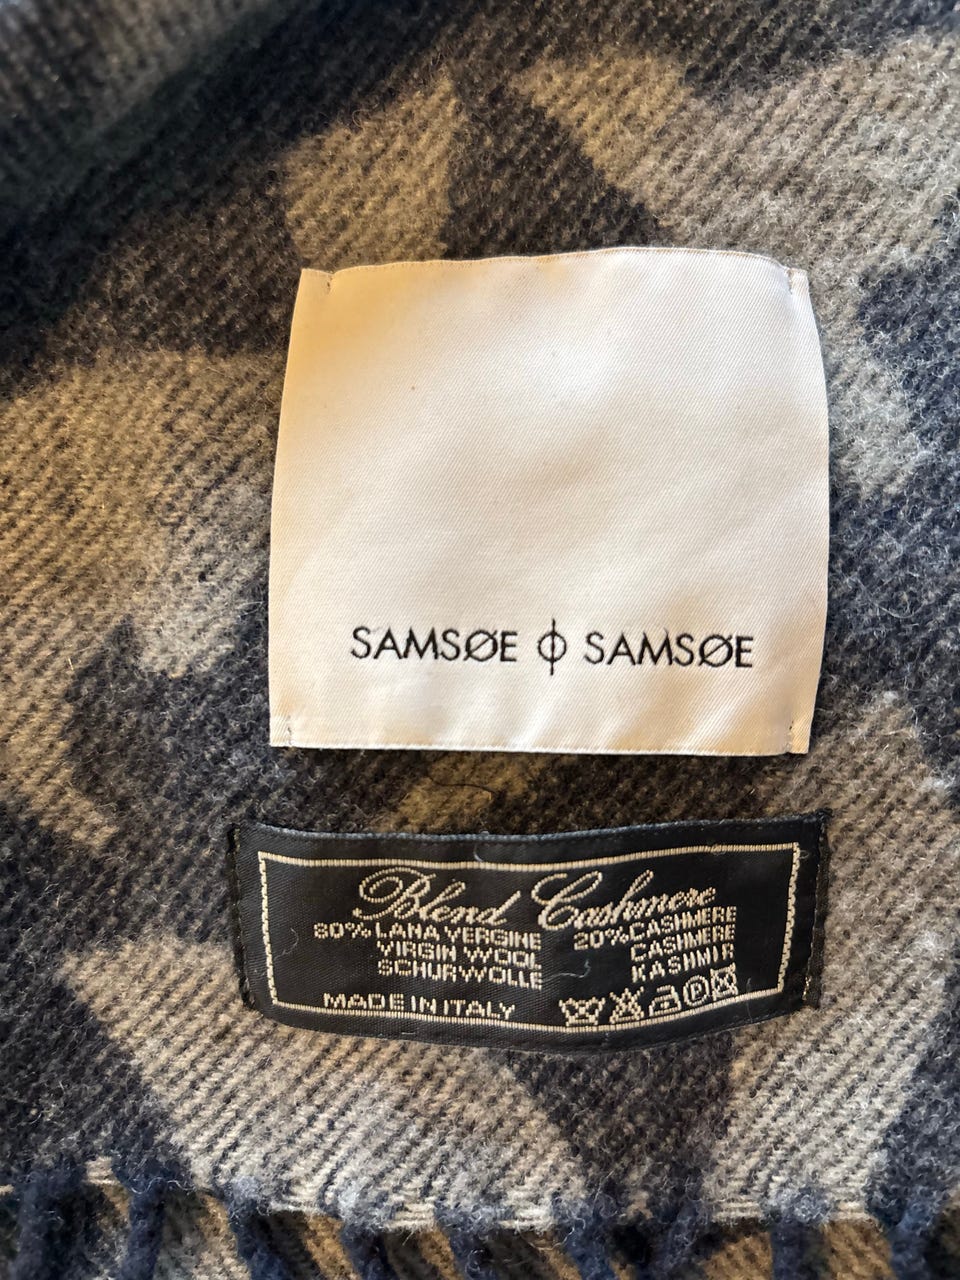 SAMSØE ϕ SAMSØE
Blend Cashmere
80% LANA VERGINE 20% CASHMERE
VIRGIN WOOL CASHMERE
SCHURWOLLE KASHMIR
MADE IN ITALY P